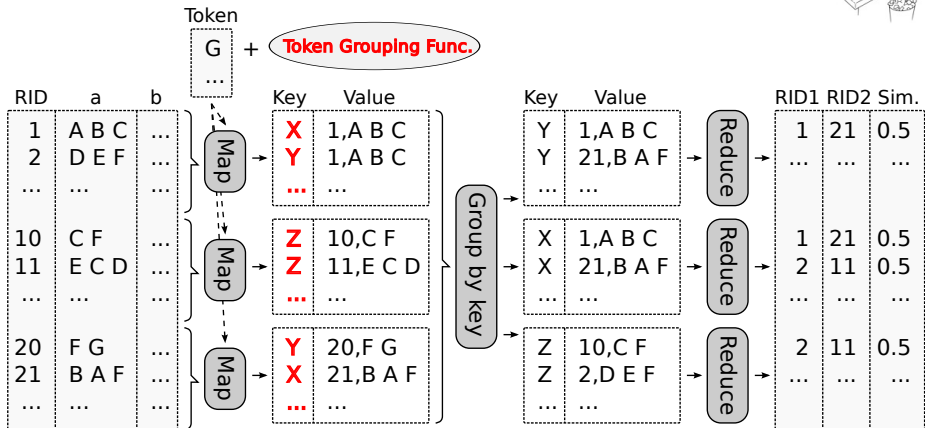 Token
G + Token Grouping Func.
...
RID a b Key Value Key Value RID1 RID2 Sim.
1 A B C ... X 1,A B C Y 1,A B C 1 21 0.5
2 D E F ... Map Y 1,A B C Y 21,B A F Reduce ... ... ...
... ... ... ... ... ...
Group by key
10 C F ... Z 10,C F X 1,A B C 1 21 0.5
11 E C D ... Map Z 11,E C D X 21,B A F Reduce 2 11 0.5
... ... ... ... ... ... ... ... ...
20 F G ... Y 20,F G Z 10,C F 2 11 0.5
21 B A F ... Map X 21,B A F Z 2,D E F Reduce ... ... ...
... ... ... ... ... ...